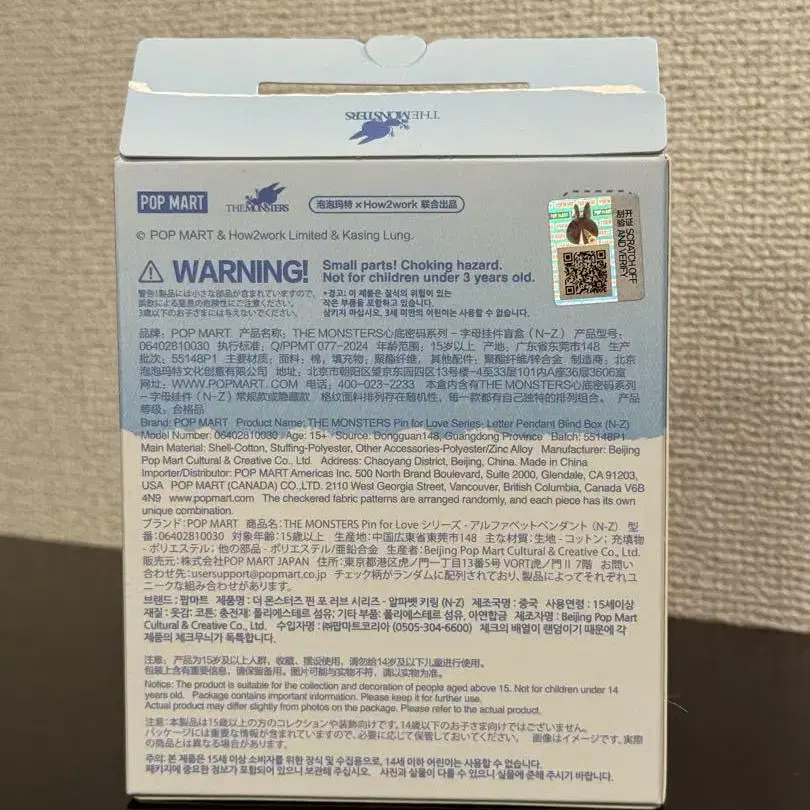 THE MONSTERS
POP MART THE MONSTERS 泡泡玛特 × How2work 联合出品
© POP MART & How2work Limited & Kasing Lung.
刮开 SCRATCH OFF
验证 AND VERIFY
WARNING!
Small parts! Choking hazard.
Not for children under 3 years old.
警告!製品には小さな部品が含まれていますので、
誤飲による窒息の危険性にご注意ください。
3歳以下のお子さまには与えないでください。
*경고: 이 제품은 질식의 위험이 있는
작은 부품을 포함하고 있습니다.
삼키지 마십시오. 3세 미만의 어린이는 사용할 수 없습니다.
品牌：POP MART 产品名称：THE MONSTERS心底密码系列 - 字母挂件盲盒（N-Z） 产品型号：
06402810030 执行标准：Q/PPMT 077-2024 年龄范围：15岁以上 产地：广东省东莞市148 生产
批次：55148P1 主要材质：面料：棉，填充物：聚酯纤维，其他配件：聚酯纤维/锌合金 制造商：北京
泡泡玛特文化创意有限公司 地址：北京市朝阳区望京东园四区13号楼-4至33层101内A座36层3606室
网址：WWW.POPMART.COM 电话：400-023-2233 本盒内含有THE MONSTERS心底密码系列
- 字母挂件（N-Z）常规款或隐藏款 格纹面料排列存在随机性，每一款都有自己独特的排列组合。 产品
等级：合格品
Brand: POP MART Product Name: THE MONSTERS Pin for Love Series- Letter Pendant Blind Box (N-Z)
Model Number: 06402810030 Age: 15+ Source: Dongguan148, Guangdong Province Batch: 55148P1
Main Material: Shell-Cotton, Stuffing-Polyester, Other Accessories-Polyester/Zinc Alloy Manufacturer: Beijing
Pop Mart Cultural & Creative Co., Ltd. Address: Chaoyang District, Beijing, China. Made in China
Importer/Distributor: POP MART Americas Inc. 500 North Brand Boulevard, Suite 2000, Glendale, CA 91203,
USA POP MART (CANADA) CO.,LTD. 2110 West Georgia Street, Vancouver, British Columbia, Canada V6B
4N9 www.popmart.com The checkered fabric patterns are arranged randomly, and each piece has its own
unique combination.
ブランド：POP MART 商品名：THE MONSTERS Pin for Love シリーズ - アルファベットペンダント（N-Z） 型
番：06402810030 対象年齢：15歳以上 生産地：中国広東省東莞市148 主な材質：生地 - コットン；充填物
- ポリエステル；他の部品 - ポリエステル/亜鉛合金 生産者：Beijing Pop Mart Cultural & Creative Co., Ltd.
販売元：株式会社POP MART JAPAN 住所：東京都港区虎ノ門一丁目13番5号 VORT虎ノ門II 7階 お問い
合わせ先：usersupport@popmart.co.jp チェック柄がランダムに配列されており、製品によってそれぞれユ
ニークな組み合わせがあります。
브랜드 : 팝마트 제품명 : 더 몬스터즈 핀 포 러브 시리즈 - 알파벳 키링 (N-Z) 제조국명 : 중국 사용연령 : 15세이상
재질 : 옷감: 코튼; 충전재: 폴리에스테르 섬유; 기타 부품: 폴리에스테르 섬유, 아연합금 제조자명 : Beijing Pop Mart
Cultural & Creative Co., Ltd. 수입자명 : ㈜팝마트코리아 (0505-304-6600) 체크의 배열이 랜덤이기 때문에 각
제품의 체크무늬가 독특합니다.
注意：产品为15岁及以上人群，收藏、摆设使用，请勿给14岁及以下儿童进行使用。
包装上含有重要信息，请保留备用。图片可能与实物不符，请以实物为准。
Notice: The product is suitable for the collection and decoration of people aged above 15. Not for children under 14
years old. Package contains important information. Please keep it for further use.
Actual product may differ slightly from photos on the package. Please refer to the actual product.
注意：本製品は15歳以上の方のコレクションや装飾向けです。14歳以下のお子さま向けではございません。
パッケージには重要な情報が含まれていますので、必要に応じて保管しておいてください。 画像はイメージです。実際
の商品とは異なる場合があります。
주의: 본 제품은 15세 이상 소비자를 위한 장식 및 수집용으로, 14세 이하 어린이는 사용할 수 없습니다.
패키지에 중요한 정보가 포함되어 있으니 보관해 주십시오. 사진과 실물이 다를 수 있으니 실물에 준해 주시기 바랍니다.